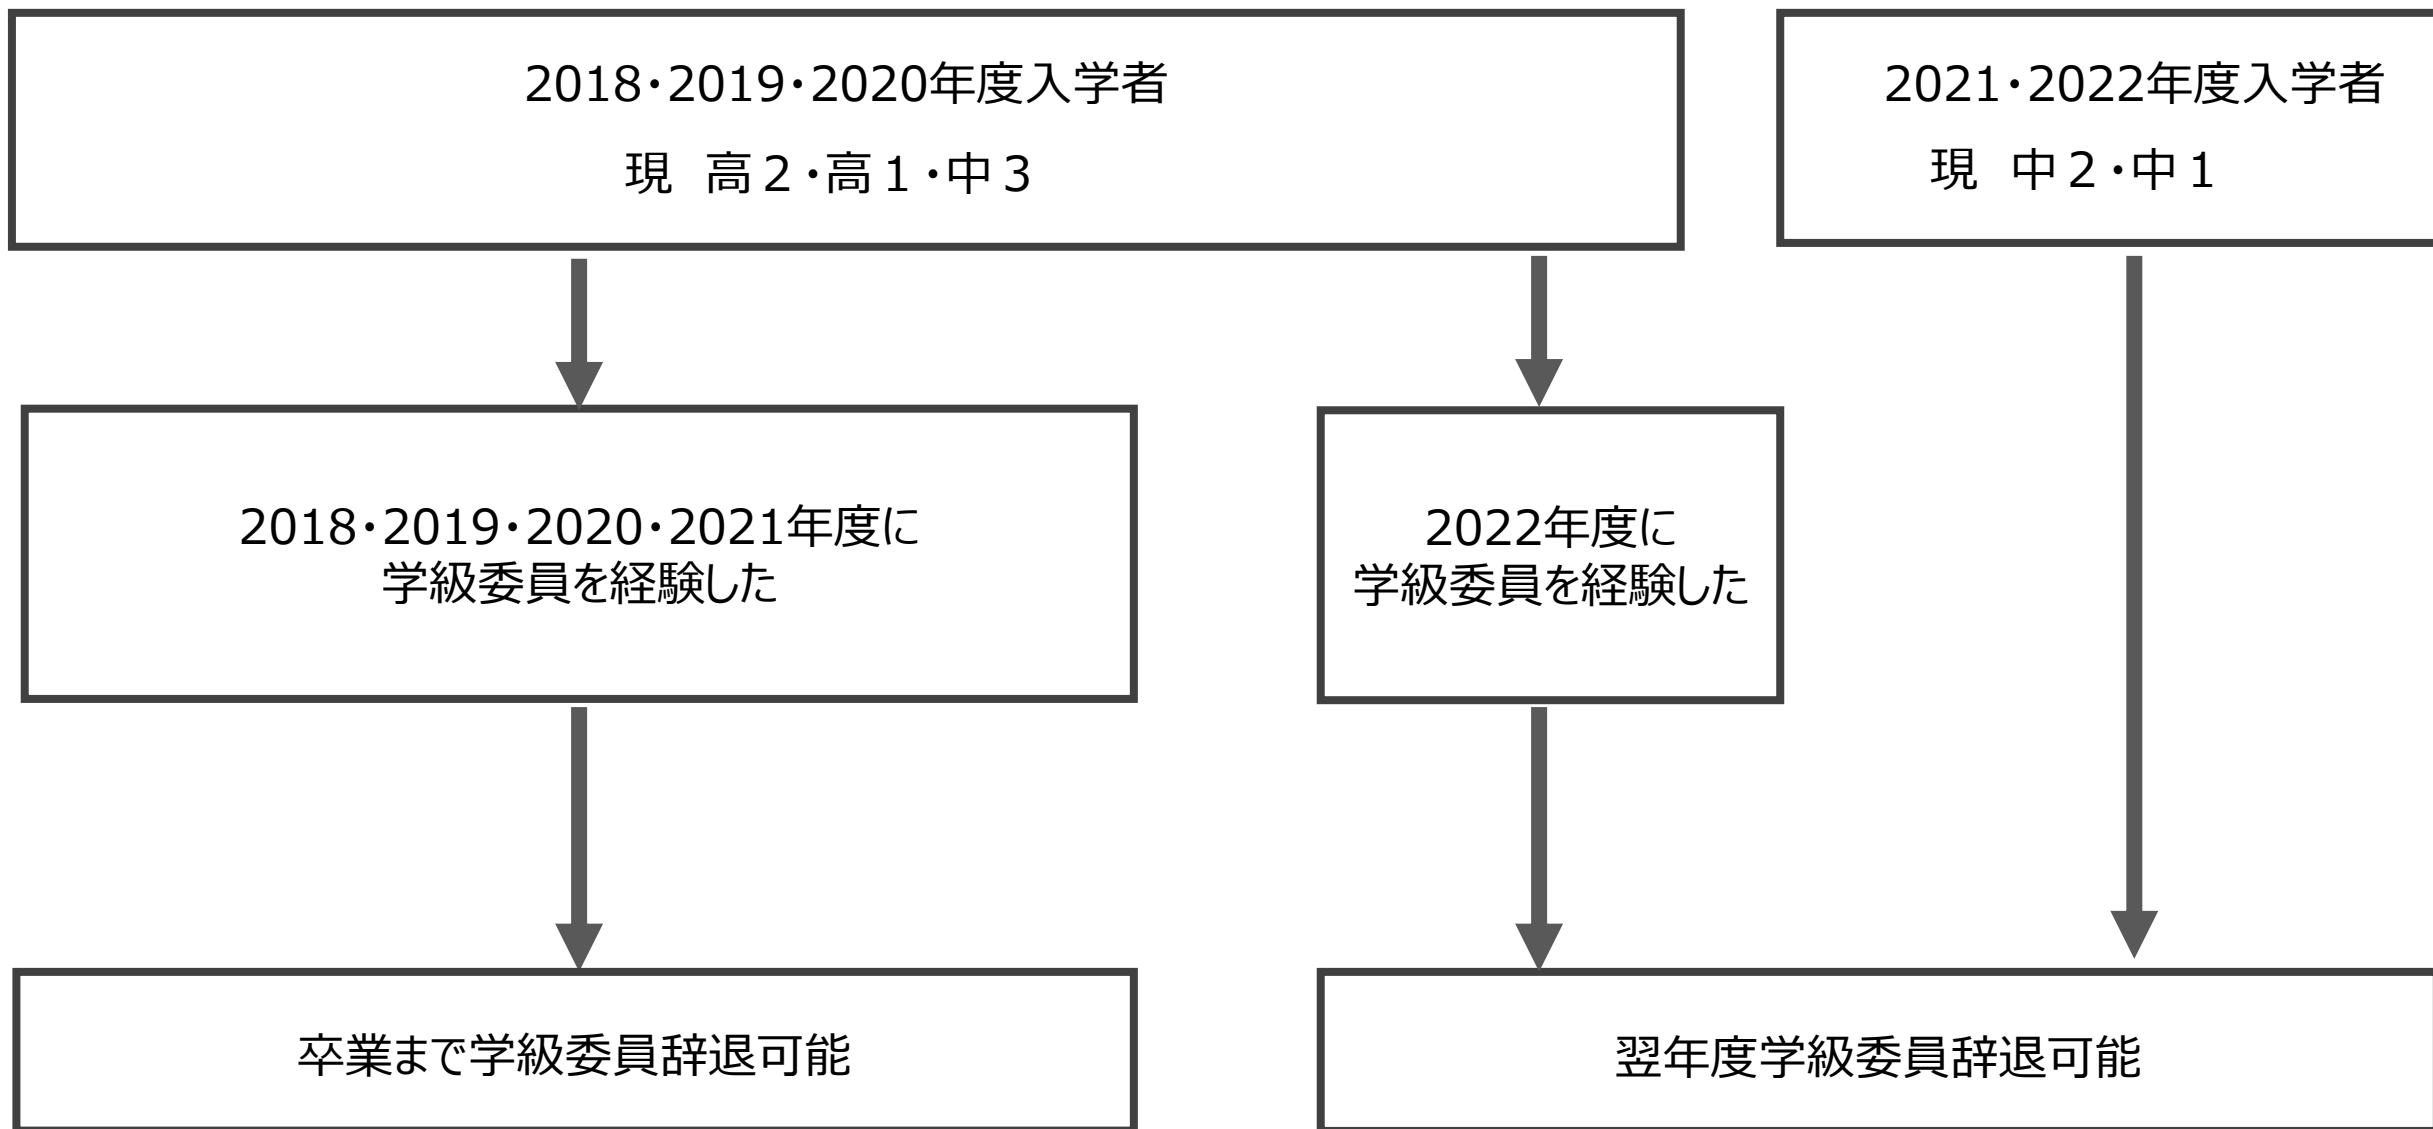 2018・2019・2020年度入学者
現　高２・高１・中３
2021・2022年度入学者
現　中２・中１
2018・2019・2020・2021年度に
学級委員を経験した
2022年度に
学級委員を経験した
卒業まで学級委員辞退可能
翌年度学級委員辞退可能